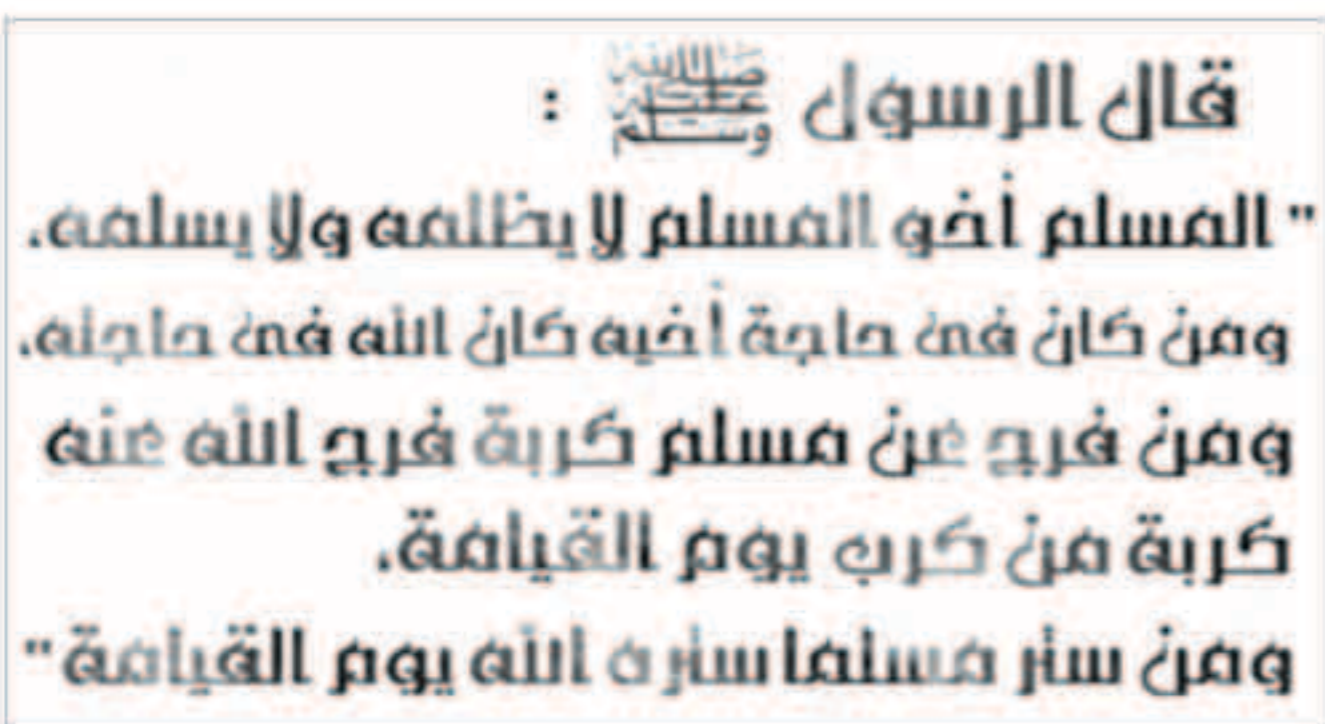 قال الرسول ﷺ :
" المسلم أخو المسلم لا يظلمه ولا يسلمه.
ومن كان فى حاجة أخيه كان الله فى حاجته.
ومن فرج عن مسلم كربة فرج الله عنه
كربة من كرب يوم القيامة.
ومن ستر مسلما ستره الله يوم القيامة"